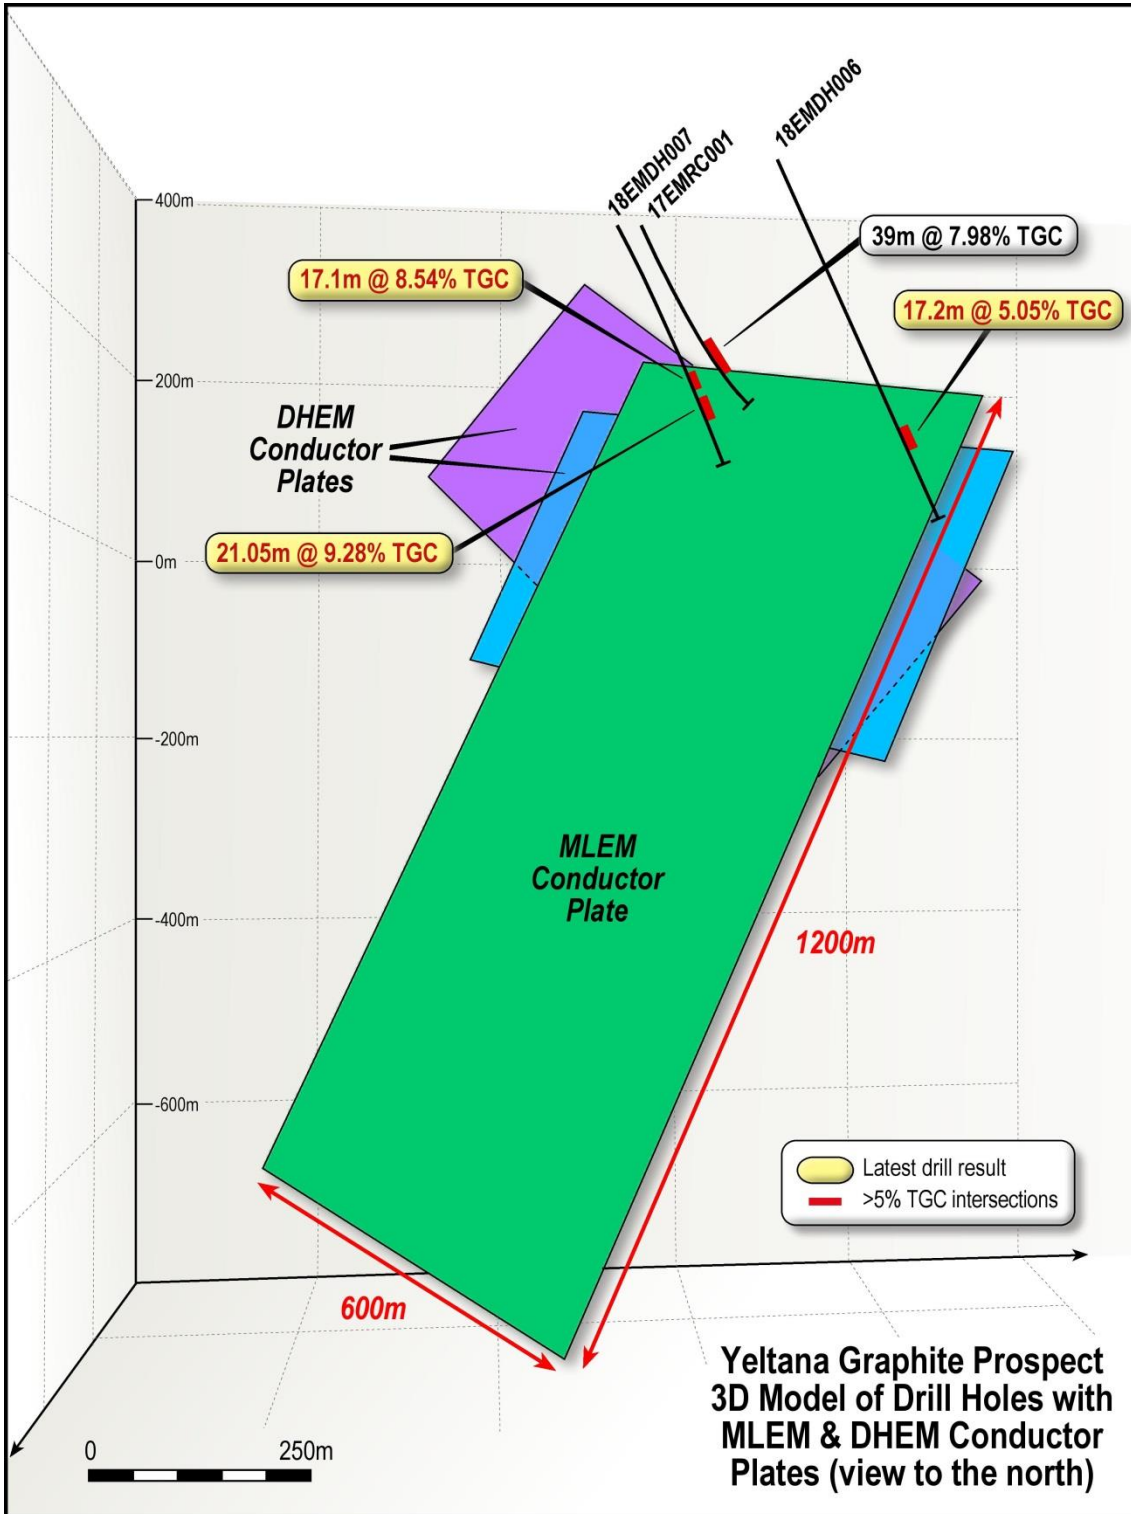 18EMDH007
17EMRC001
18EMDH006
400m
39m @ 7.98% TGC
17.1m @ 8.54% TGC
17.2m @ 5.05% TGC
200m
DHEM
Conductor
Plates
21.05m @ 9.28% TGC
0m
-200m
MLEM
Conductor
Plate
-400m
1200m
-600m
Latest drill result
>5% TGC intersections
600m
Yeltana Graphite Prospect
3D Model of Drill Holes with
MLEM & DHEM Conductor
Plates (view to the north)
0 250m